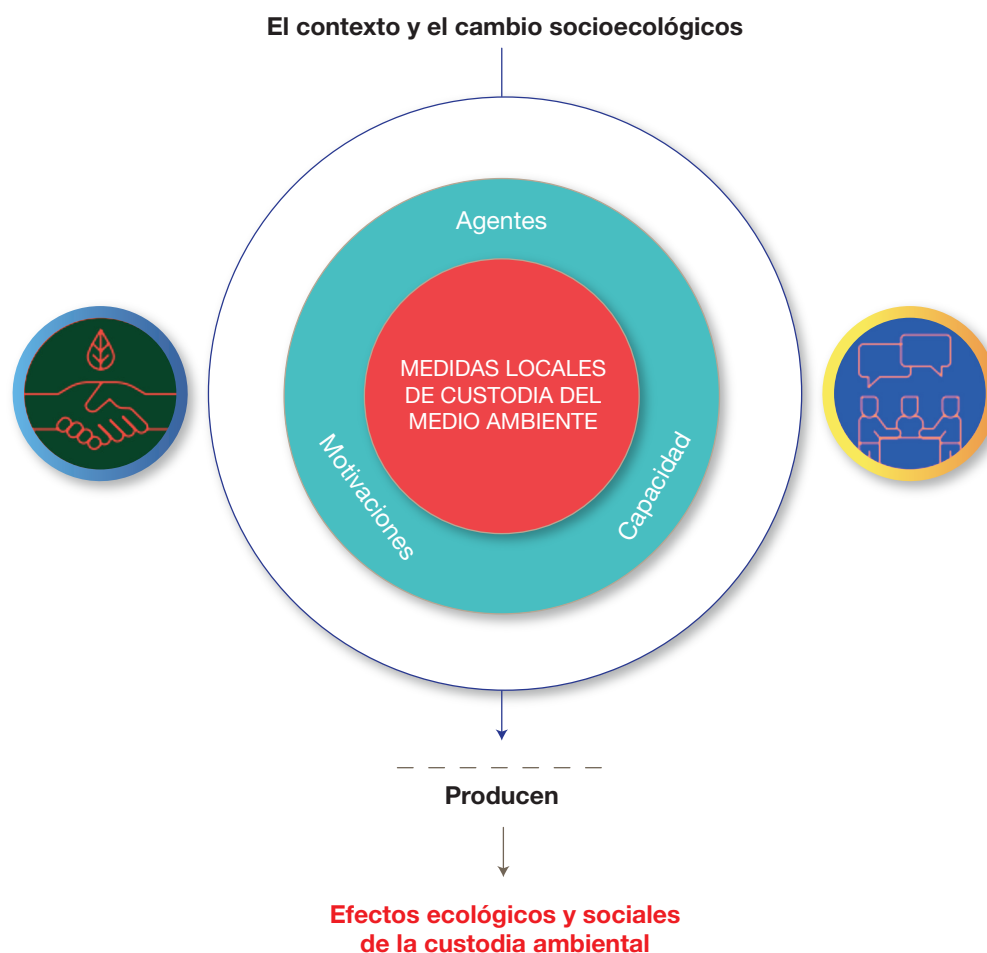 El contexto y el cambio socioecológicos
Agentes
MEDIDAS LOCALES
DE CUSTODIA DEL
MEDIO AMBIENTE
Motivaciones
Capacidad
Producen
Efectos ecológicos y sociales
de la custodia ambiental